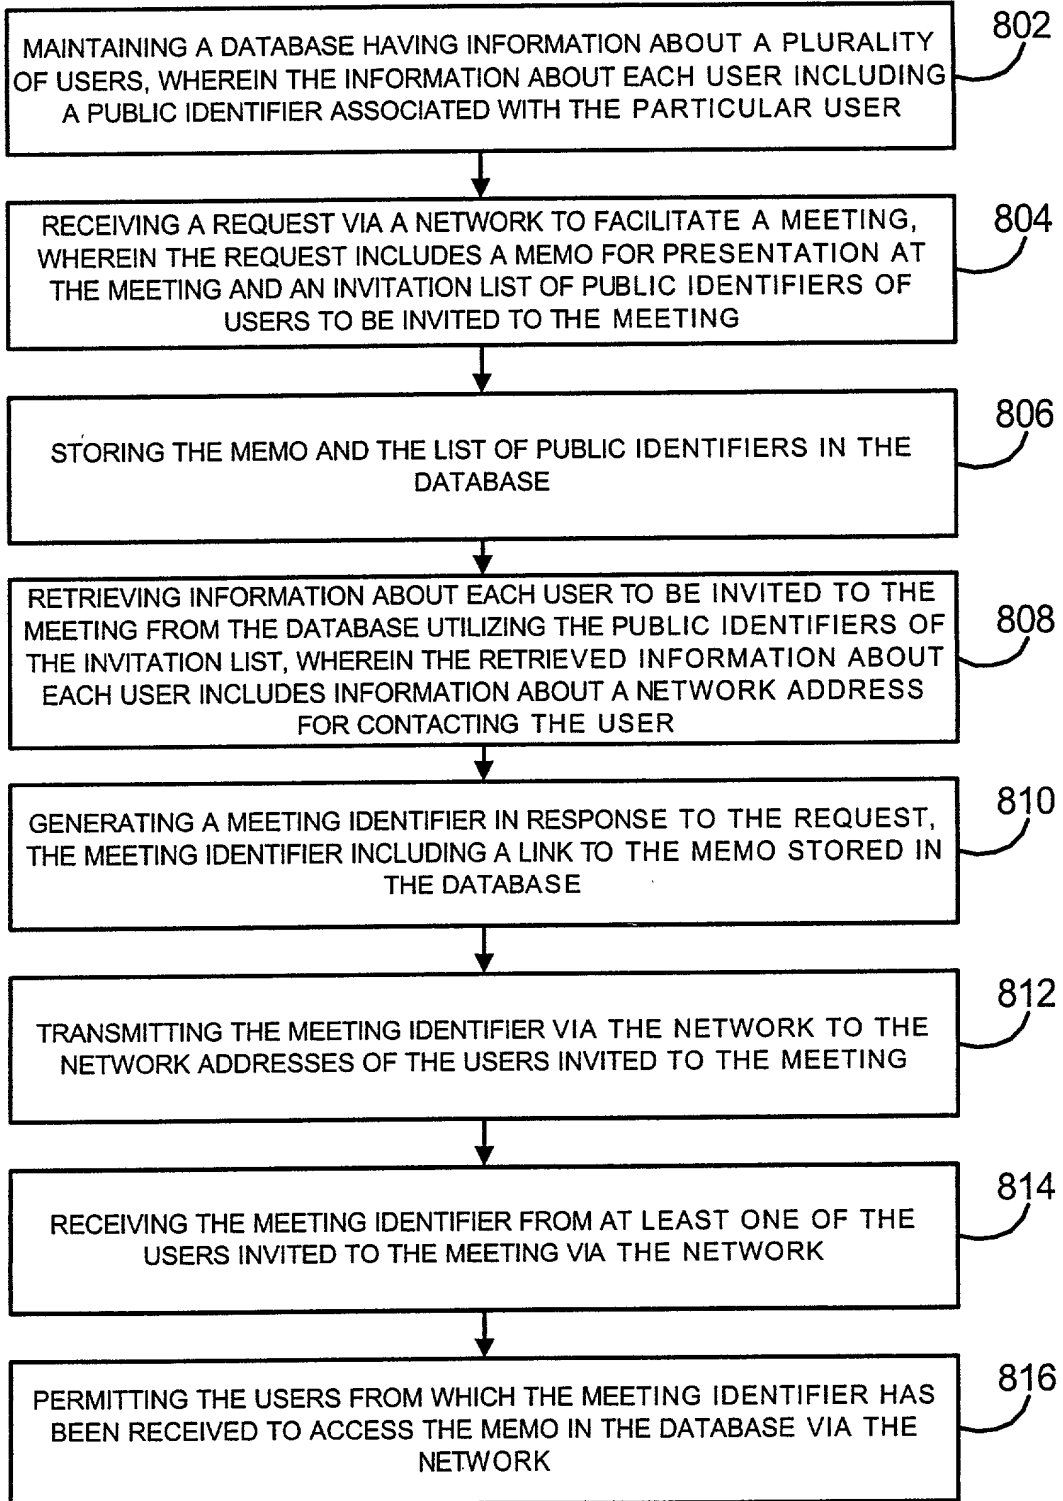 MAINTAINING A DATABASE HAVING INFORMATION ABOUT A PLURALITY
OF USERS, WHEREIN THE INFORMATION ABOUT EACH USER INCLUDING
A PUBLIC IDENTIFIER ASSOCIATED WITH THE PARTICULAR USER
802
RECEIVING A REQUEST VIA A NETWORK TO FACILITATE A MEETING,
WHEREIN THE REQUEST INCLUDES A MEMO FOR PRESENTATION AT
THE MEETING AND AN INVITATION LIST OF PUBLIC IDENTIFIERS OF
USERS TO BE INVITED TO THE MEETING
804
STORING THE MEMO AND THE LIST OF PUBLIC IDENTIFIERS IN THE
DATABASE
806
RETRIEVING INFORMATION ABOUT EACH USER TO BE INVITED TO THE
MEETING FROM THE DATABASE UTILIZING THE PUBLIC IDENTIFIERS OF
THE INVITATION LIST, WHEREIN THE RETRIEVED INFORMATION ABOUT
EACH USER INCLUDES INFORMATION ABOUT A NETWORK ADDRESS
FOR CONTACTING THE USER
808
GENERATING A MEETING IDENTIFIER IN RESPONSE TO THE REQUEST,
THE MEETING IDENTIFIER INCLUDING A LINK TO THE MEMO STORED IN
THE DATABASE
810
TRANSMITTING THE MEETING IDENTIFIER VIA THE NETWORK TO THE
NETWORK ADDRESSES OF THE USERS INVITED TO THE MEETING
812
RECEIVING THE MEETING IDENTIFIER FROM AT LEAST ONE OF THE
USERS INVITED TO THE MEETING VIA THE NETWORK
814
PERMITTING THE USERS FROM WHICH THE MEETING IDENTIFIER HAS
BEEN RECEIVED TO ACCESS THE MEMO IN THE DATABASE VIA THE
NETWORK
816